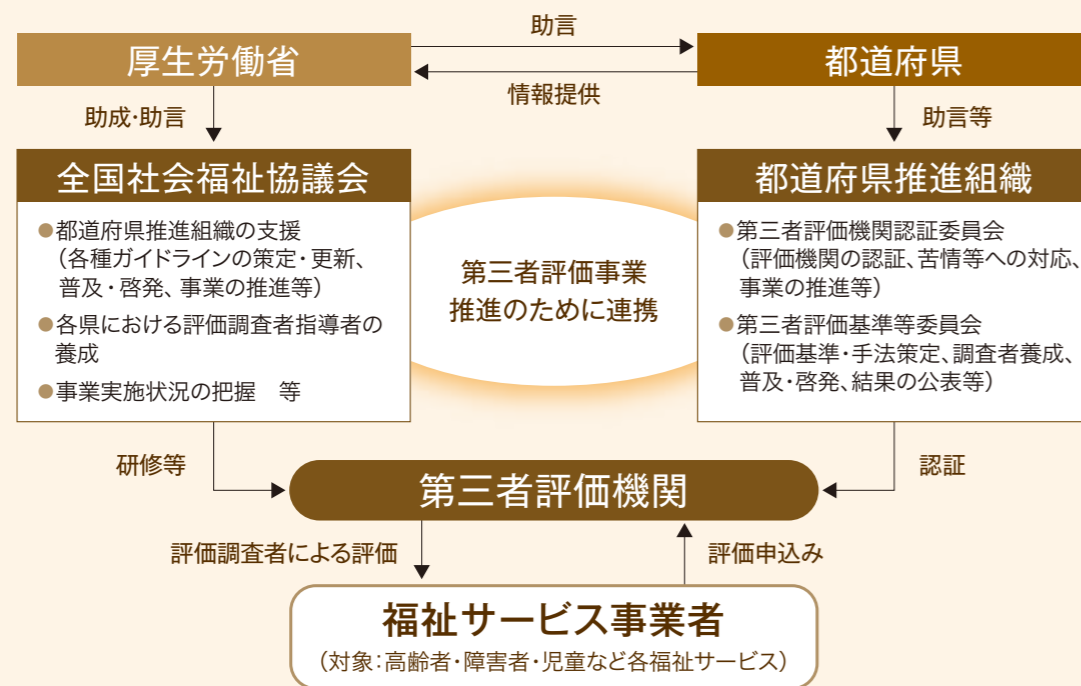 助言
厚生労働省
都道府県
情報提供
助成・助言
助言等
全国社会福祉協議会
●都道府県推進組織の支援
（各種ガイドラインの策定・更新、
普及・啓発、事業の推進等）
●各県における評価調査者指導者の
養成
●事業実施状況の把握　等
第三者評価事業
推進のために連携
都道府県推進組織
●第三者評価機関認証委員会
（評価機関の認証、苦情等への対応、
事業の推進等）
●第三者評価基準等委員会
（評価基準・手法策定、調査者養成、
普及・啓発、結果の公表等）
研修等
認証
第三者評価機関
評価調査者による評価
評価申込み
福祉サービス事業者
（対象：高齢者・障害者・児童など各福祉サービス）